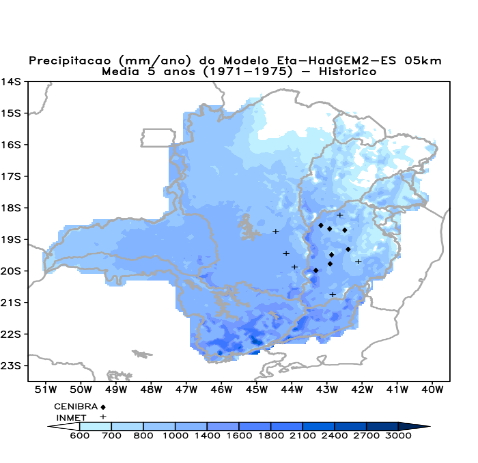 Precipitacao (mm/ano) do Modelo Eta-HadGEM2-ES 05km
Media 5 anos (1971-1975) - Historico
14S
15S
16S
17S
18S
19S
20S
21S
22S
23S
51W 50W 49W 48W 47W 46W 45W 44W 43W 42W 41W 40W
CENIBRA ♦
INMET +
600 700 800 1000 1400 1600 1800 2100 2400 2700 3000